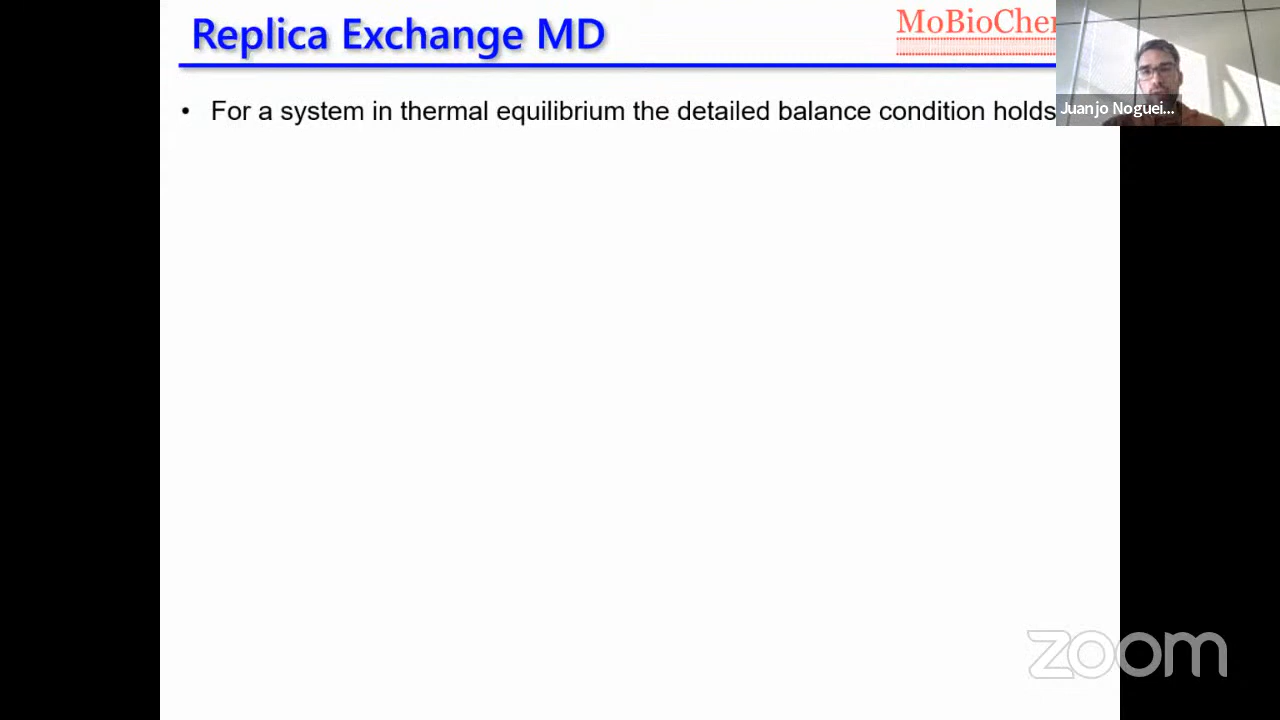 Replica Exchange MD
MoBioChe
Juanjo Noguei...
• For a system in thermal equilibrium the detailed balance condition holds
zoom